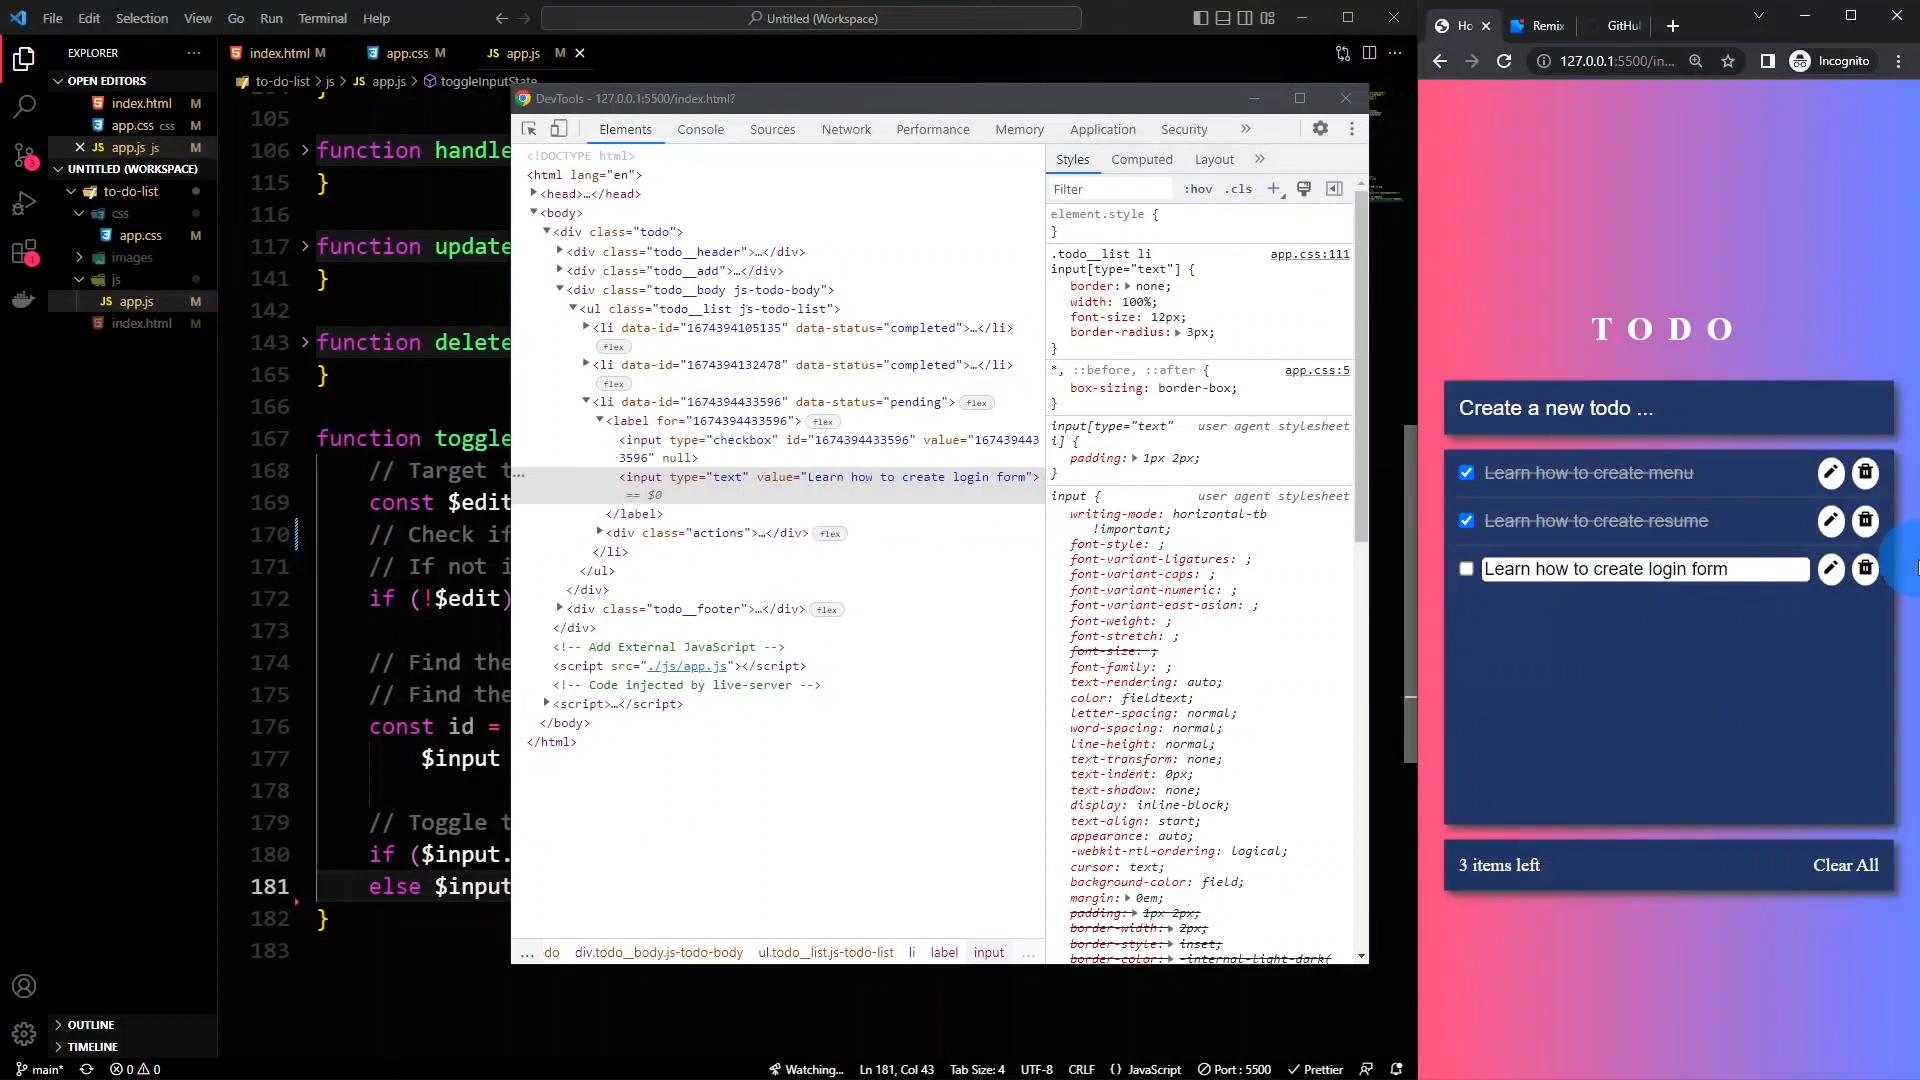 File Edit Selection View Go Run Terminal Help
Untitled (Workspace)
EXPLORER
OPEN EDITORS
index.html M
app.css css M
JS app.js js M
UNTITLED (WORKSPACE)
to-do-list
css
app.css M
images
js
JS app.js M
index.html M
OUTLINE
TIMELINE
3
1
index.html M
app.css M
JS app.js M
to-do-list > js > JS app.js > toggleInputState
105 }
106 function handle
115 }
116
117 function update
141 }
142
143 function delete
165 }
166
167 function toggle
168 // Target t
169 const $edit
170 // Check if
171 // If not i
172 if (!$edit)
173
174 // Find the
175 // Find the
176 const id =
177 $input
178
179 // Toggle t
180 if ($input.
181 else $input
182 }
183
DevTools - 127.0.0.1:5500/index.html?
Elements Console Sources Network Performance Memory Application Security »
<!DOCTYPE html>
<html lang="en">
<head>…</head>
<body>
<div class="todo">
<div class="todo__header">…</div>
<div class="todo__add">…</div>
<div class="todo__body js-todo-body">
<ul class="todo__list js-todo-list">
<li data-id="1674394105135" data-status="completed">…</li>
flex
<li data-id="1674394132478" data-status="completed">…</li>
flex
<li data-id="1674394433596" data-status="pending"> flex
<label for="1674394433596"> flex
<input type="checkbox" id="1674394433596" value="167439443
3596" null>
<input type="text" value="Learn how to create login form">
== $0
</label>
<div class="actions">…</div> flex
</li>
</ul>
</div>
<div class="todo__footer">…</div> flex
</div>
<!-- Add External JavaScript -->
<script src="./js/app.js"></script>
<!-- Code injected by live-server -->
<script>…</script>
</body>
</html>
... do div.todo__body.js-todo-body ul.todo__list.js-todo-list li label input ...
Styles Computed Layout »
Filter :hov .cls +
element.style {
}
.todo__list li app.css:111
input[type="text"] {
border: none;
width: 100%;
font-size: 12px;
border-radius: 3px;
}
*, ::before, ::after { app.css:5
box-sizing: border-box;
}
input[type="text" user agent stylesheet
i] {
padding: 1px 2px;
}
input { user agent stylesheet
writing-mode: horizontal-tb
!important;
font-style: ;
font-variant-ligatures: ;
font-variant-caps: ;
font-variant-numeric: ;
font-variant-east-asian: ;
font-weight: ;
font-stretch: ;
font-size: ;
font-family: ;
text-rendering: auto;
color: fieldtext;
letter-spacing: normal;
word-spacing: normal;
line-height: normal;
text-transform: none;
text-indent: 0px;
text-shadow: none;
display: inline-block;
text-align: start;
appearance: auto;
-webkit-rtl-ordering: logical;
cursor: text;
background-color: field;
margin: 0em;
padding: 1px 2px;
border-width: 2px;
border-style: inset;
border-color: -internal-light-dark(
Ho Remix GitHul
127.0.0.1:5500/in... Incognito
TODO
Create a new todo ...
Learn how to create menu
Learn how to create resume
Learn how to create login form
3 items left Clear All
main* 0 0 Watching... Ln 181, Col 43 Tab Size: 4 UTF-8 CRLF {} JavaScript Port : 5500 Prettier